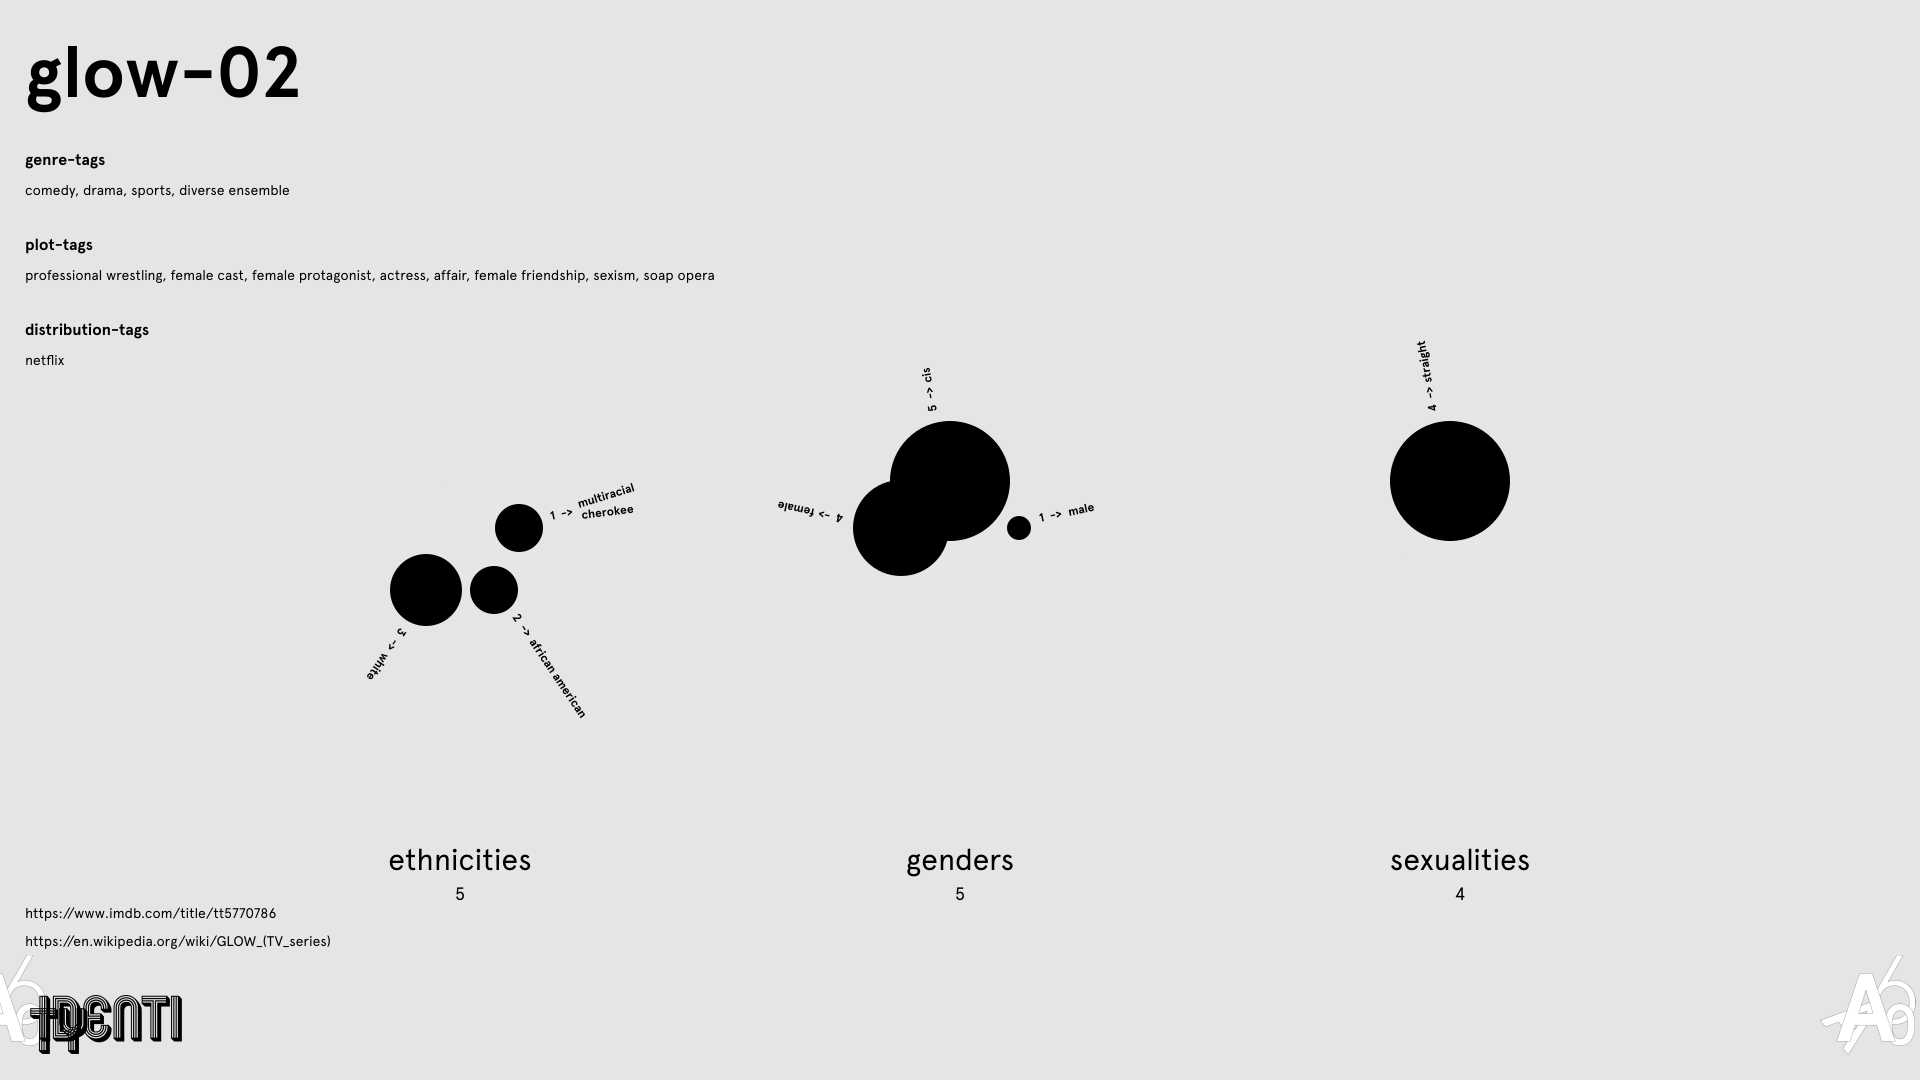 glow-02
genre-tags
comedy, drama, sports, diverse ensemble
plot-tags
professional wrestling, female cast, female protagonist, actress, affair, female friendship, sexism, soap opera
distribution-tags
netflix
1 -> multiracial
cherokee
3 -> white
2 -> african american
5 -> cis
4 -> female
1 -> male
4 -> straight
ethnicities
5
genders
5
sexualities
4
https://www.imdb.com/title/tt5770786
https://en.wikipedia.org/wiki/GLOW_(TV_series)
IDENTI